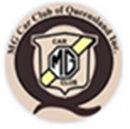 MG Car Club of Queensland Inc.
CAR
MG
CLUB